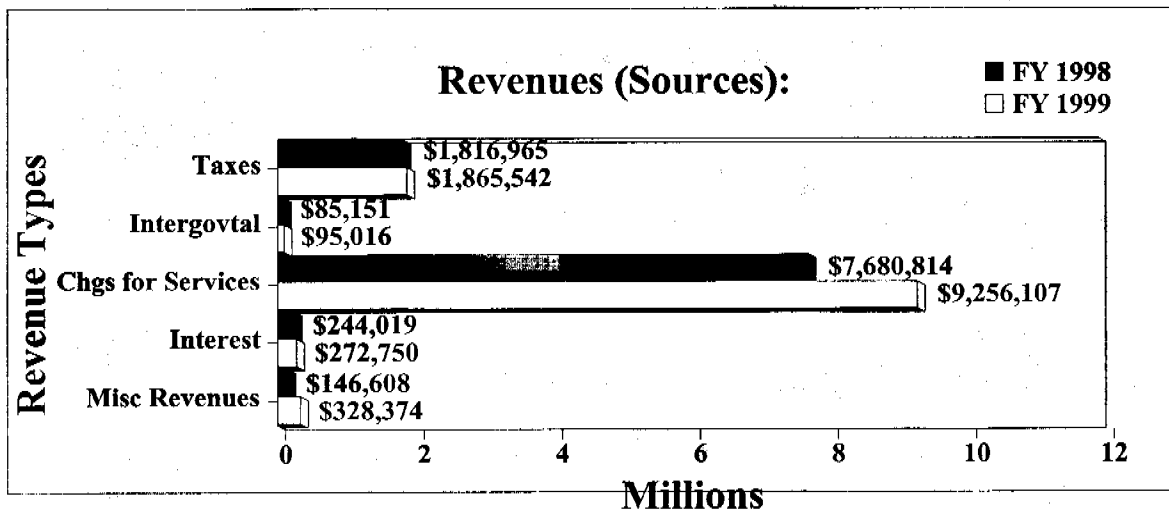 Revenues (Sources):
FY 1998
FY 1999
Revenue Types
Taxes
$1,816,965
$1,865,542
Intergovtal
$85,151
$95,016
Chgs for Services
$7,680,814
$9,256,107
Interest
$244,019
$272,750
Misc Revenues
$146,608
$328,374
0 2 4 6 8 10 12
Millions